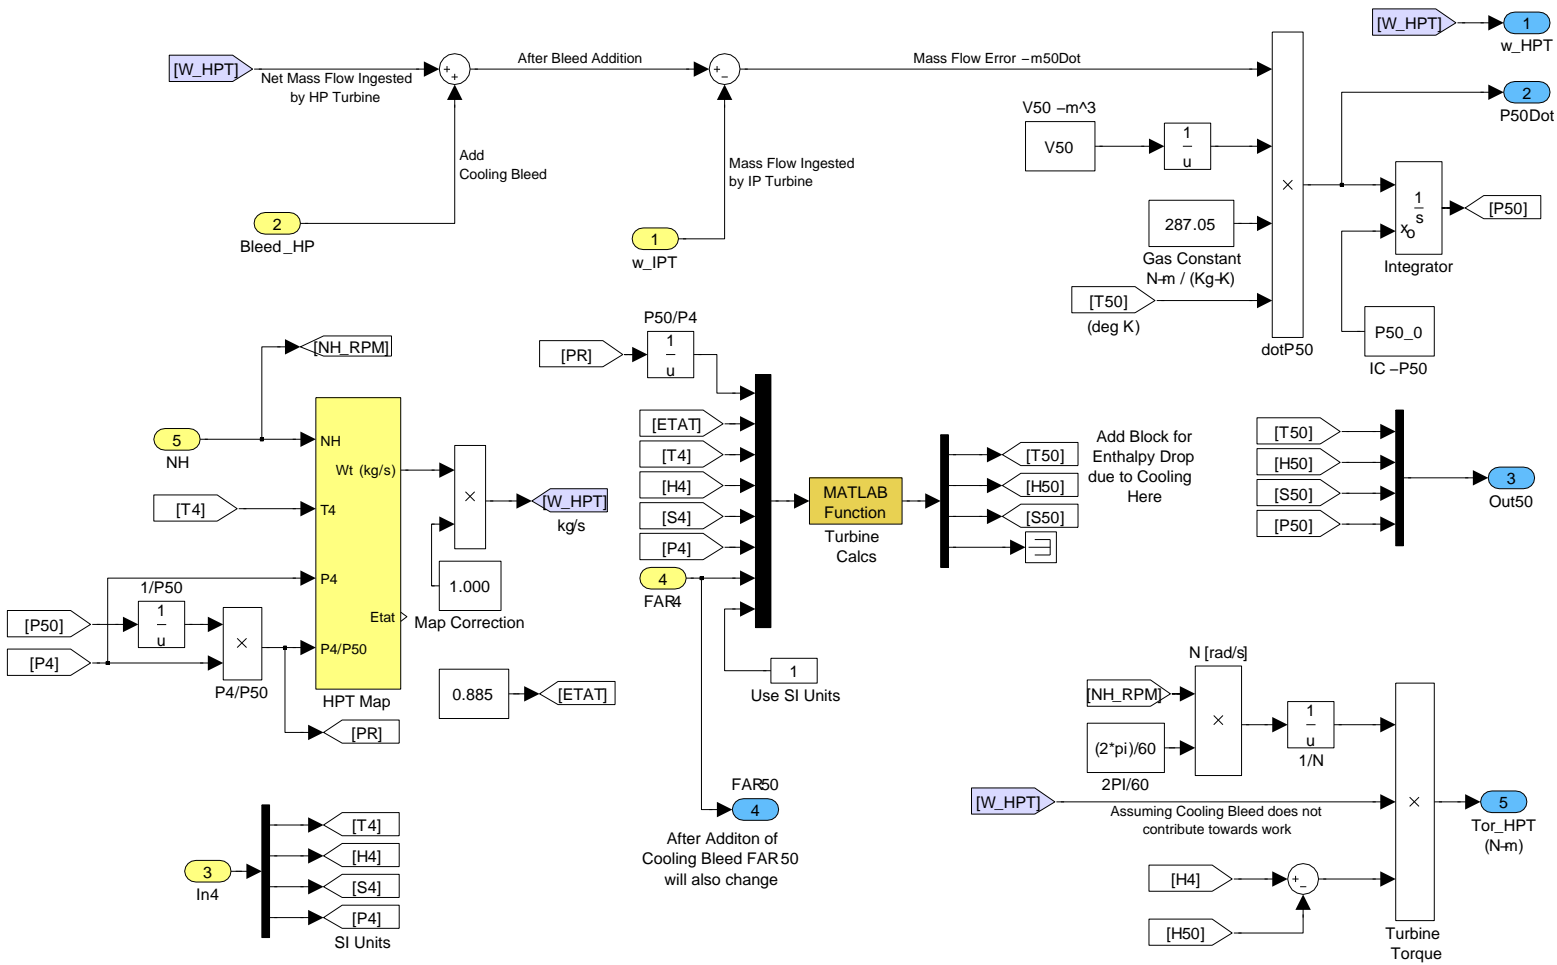 [W_HPT]
1
w_HPT
[W_HPT]
Net Mass Flow Ingested
by HP Turbine
+
+
After Bleed Addition
+
−
Mass Flow Error −m50Dot
2
P50Dot
V50 −m^3
V50
1
u
Add
Cooling Bleed
Mass Flow Ingested
by IP Turbine
×
1
s
xo
[P50]
Integrator
2
Bleed_HP
1
w_IPT
287.05
Gas Constant
N-m / (Kg-K)
[T50]
(deg K)
dotP50
P50_0
IC −P50
[NH_RPM]
P50/P4
[PR]
1
u
5
NH
NH
Wt (kg/s)
T4
P4
Etat
P4/P50
HPT Map
[T4]
×
[W_HPT]
kg/s
1.000
Map Correction
1/P50
[P50]
1
u
[P4]
×
P4/P50
[PR]
0.885
[ETAT]
[ETAT]
[T4]
[H4]
[S4]
[P4]
4
FAR4
1
Use SI Units
MATLAB
Function
Turbine
Calcs
[T50]
[H50]
[S50]
Add Block for
Enthalpy Drop
due to Cooling
Here
[T50]
[H50]
[S50]
[P50]
3
Out50
N [rad/s]
[NH_RPM]
(2*pi)/60
2PI/60
×
1
u
1/N
[W_HPT]
Assuming Cooling Bleed does not
contribute towards work
×
5
Tor_HPT
(N-m)
[H4]
+
−
[H50]
Turbine
Torque
FAR50
4
After Additon of
Cooling Bleed FAR50
will also change
3
In4
[T4]
[H4]
[S4]
[P4]
SI Units